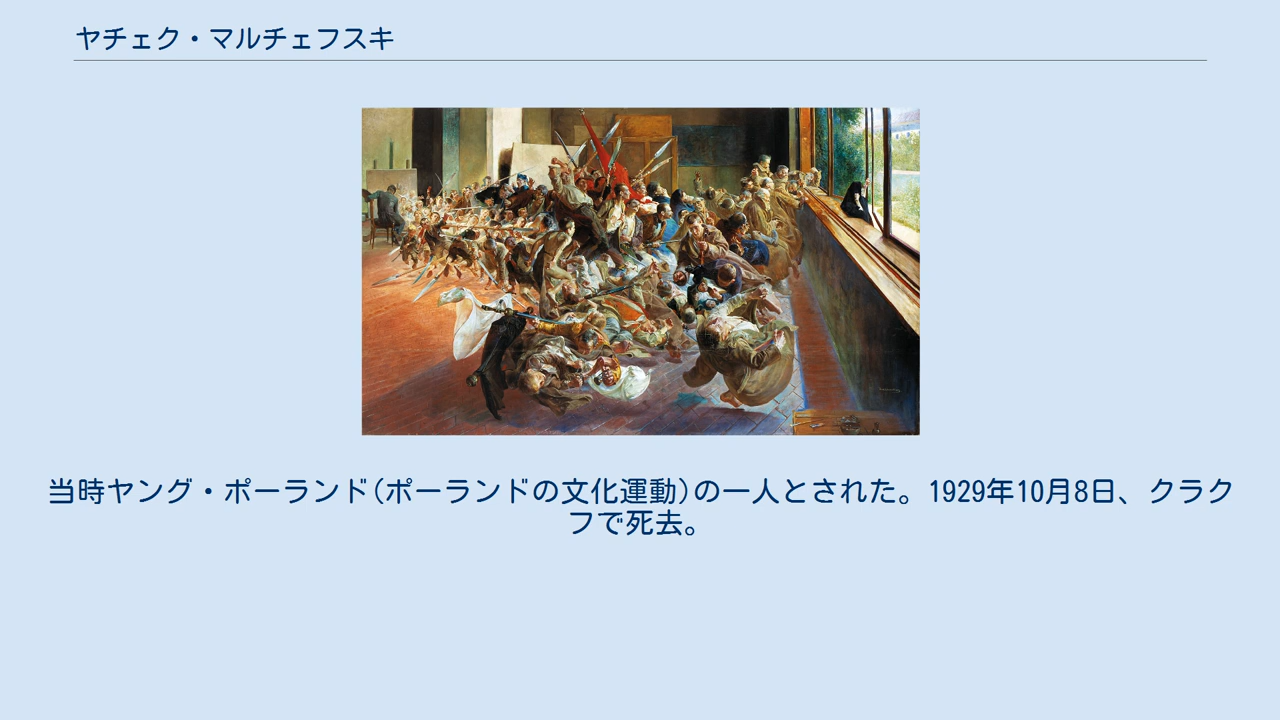 ヤチェク・マルチェフスキ
当時ヤング・ポーランド(ポーランドの文化運動)の一人とされた。1929年10月8日、クラク
フで死去。